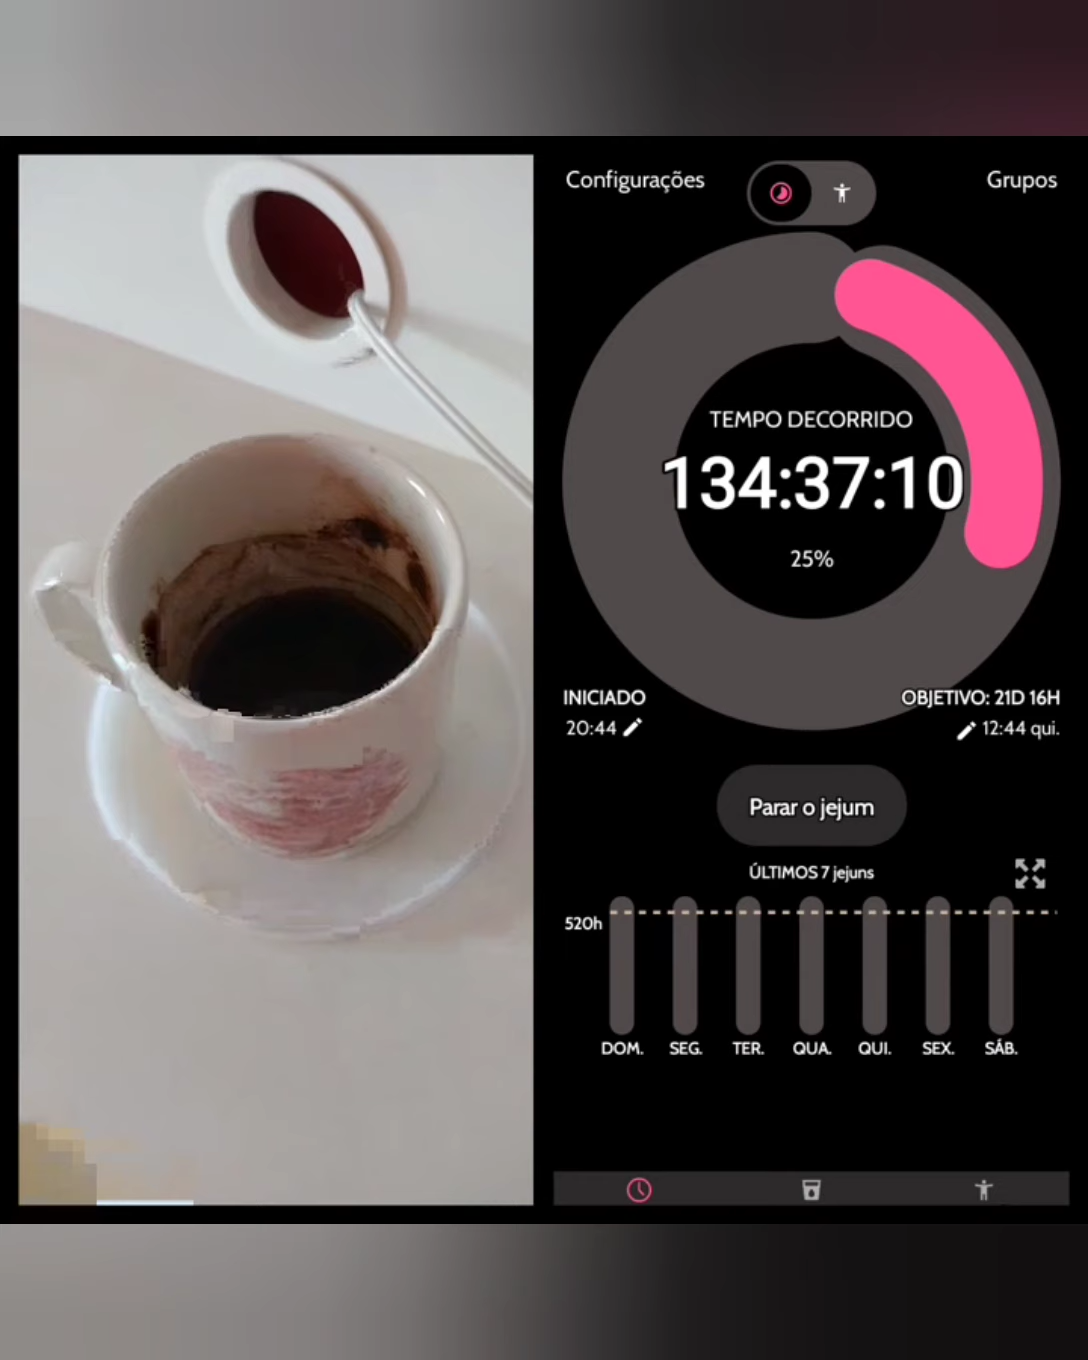 Configurações
Grupos
TEMPO DECORRIDO
134:37:10
25%
INICIADO
OBJETIVO: 21D 16H
20:44
12:44 qui.
Parar o jejum
ÚLTIMOS 7 jejuns
520h
DOM. SEG. TER. QUA. QUI. SEX. SÁB.